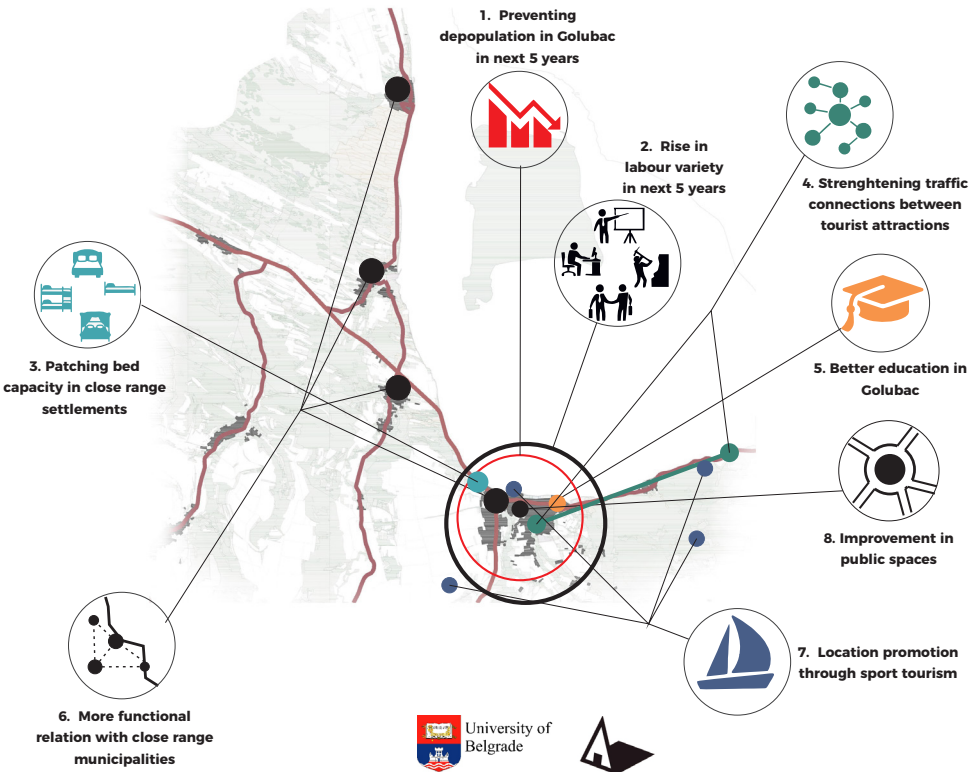 1. Preventing
depopulation in Golubac
in next 5 years
2. Rise in
labour variety
in next 5 years
4. Strenghtening traffic
connections between
tourist attractions
3. Patching bed
capacity in close range
settlements
5. Better education in
Golubac
8. Improvement in
public spaces
7. Location promotion
through sport tourism
6. More functional
relation with close range
municipalities
University of
Belgrade